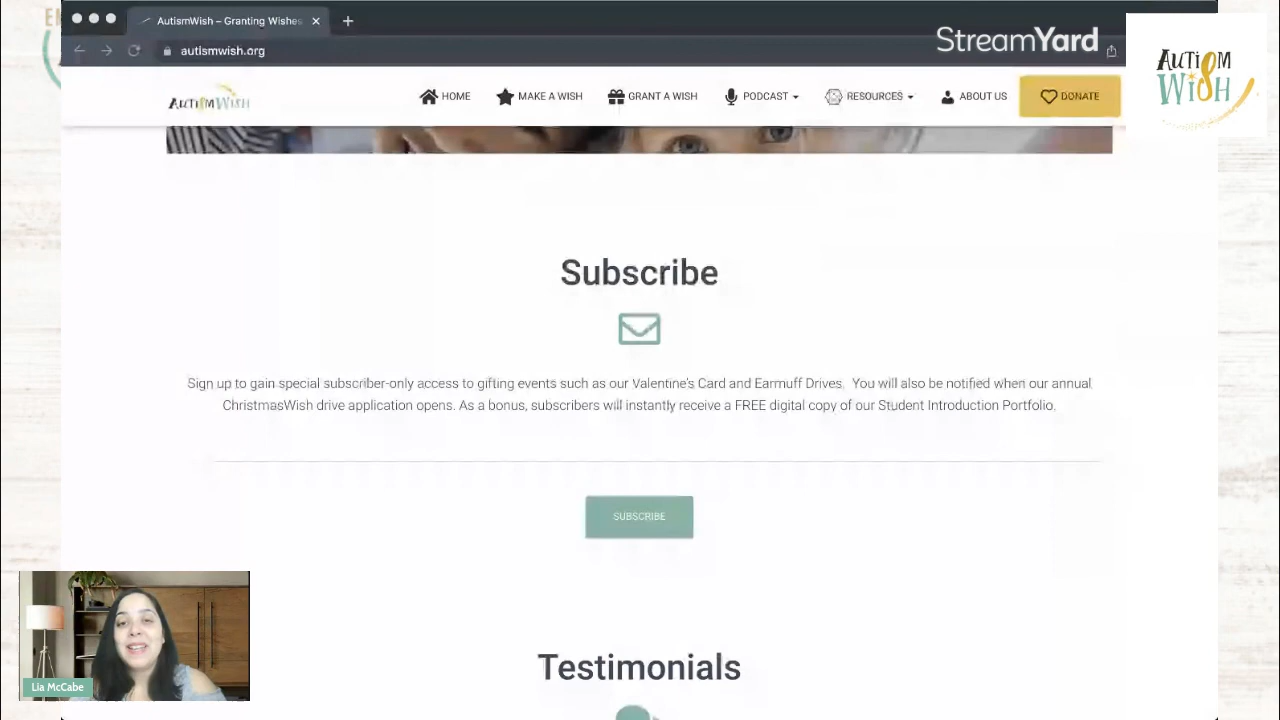 AutismWish – Granting Wishes
autismwish.org
StreamYard
AUTISM
WISH
AUTISMWISH
HOME
MAKE A WISH
GRANT A WISH
PODCAST
RESOURCES
ABOUT US
DONATE
Subscribe
Sign up to gain special subscriber-only access to gifting events such as our Valentine's Card and Earmuff Drives. You will also be notified when our annual
ChristmasWish drive application opens. As a bonus, subscribers will instantly receive a FREE digital copy of our Student Introduction Portfolio.
SUBSCRIBE
Testimonials
Lia McCabe